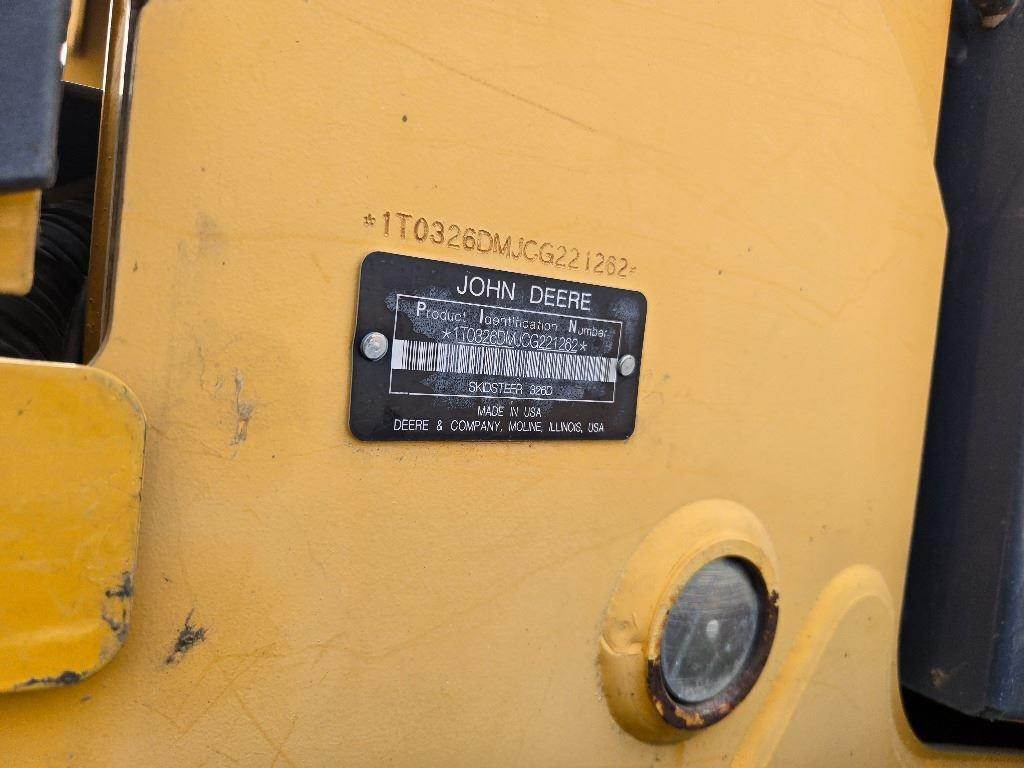 *1T0326DMJCG221262*
JOHN DEERE
Product Identification Number
*1T0326DMJCG221262*
SKIDSTEER 326D
MADE IN USA
DEERE & COMPANY, MOLINE, ILLINOIS, USA